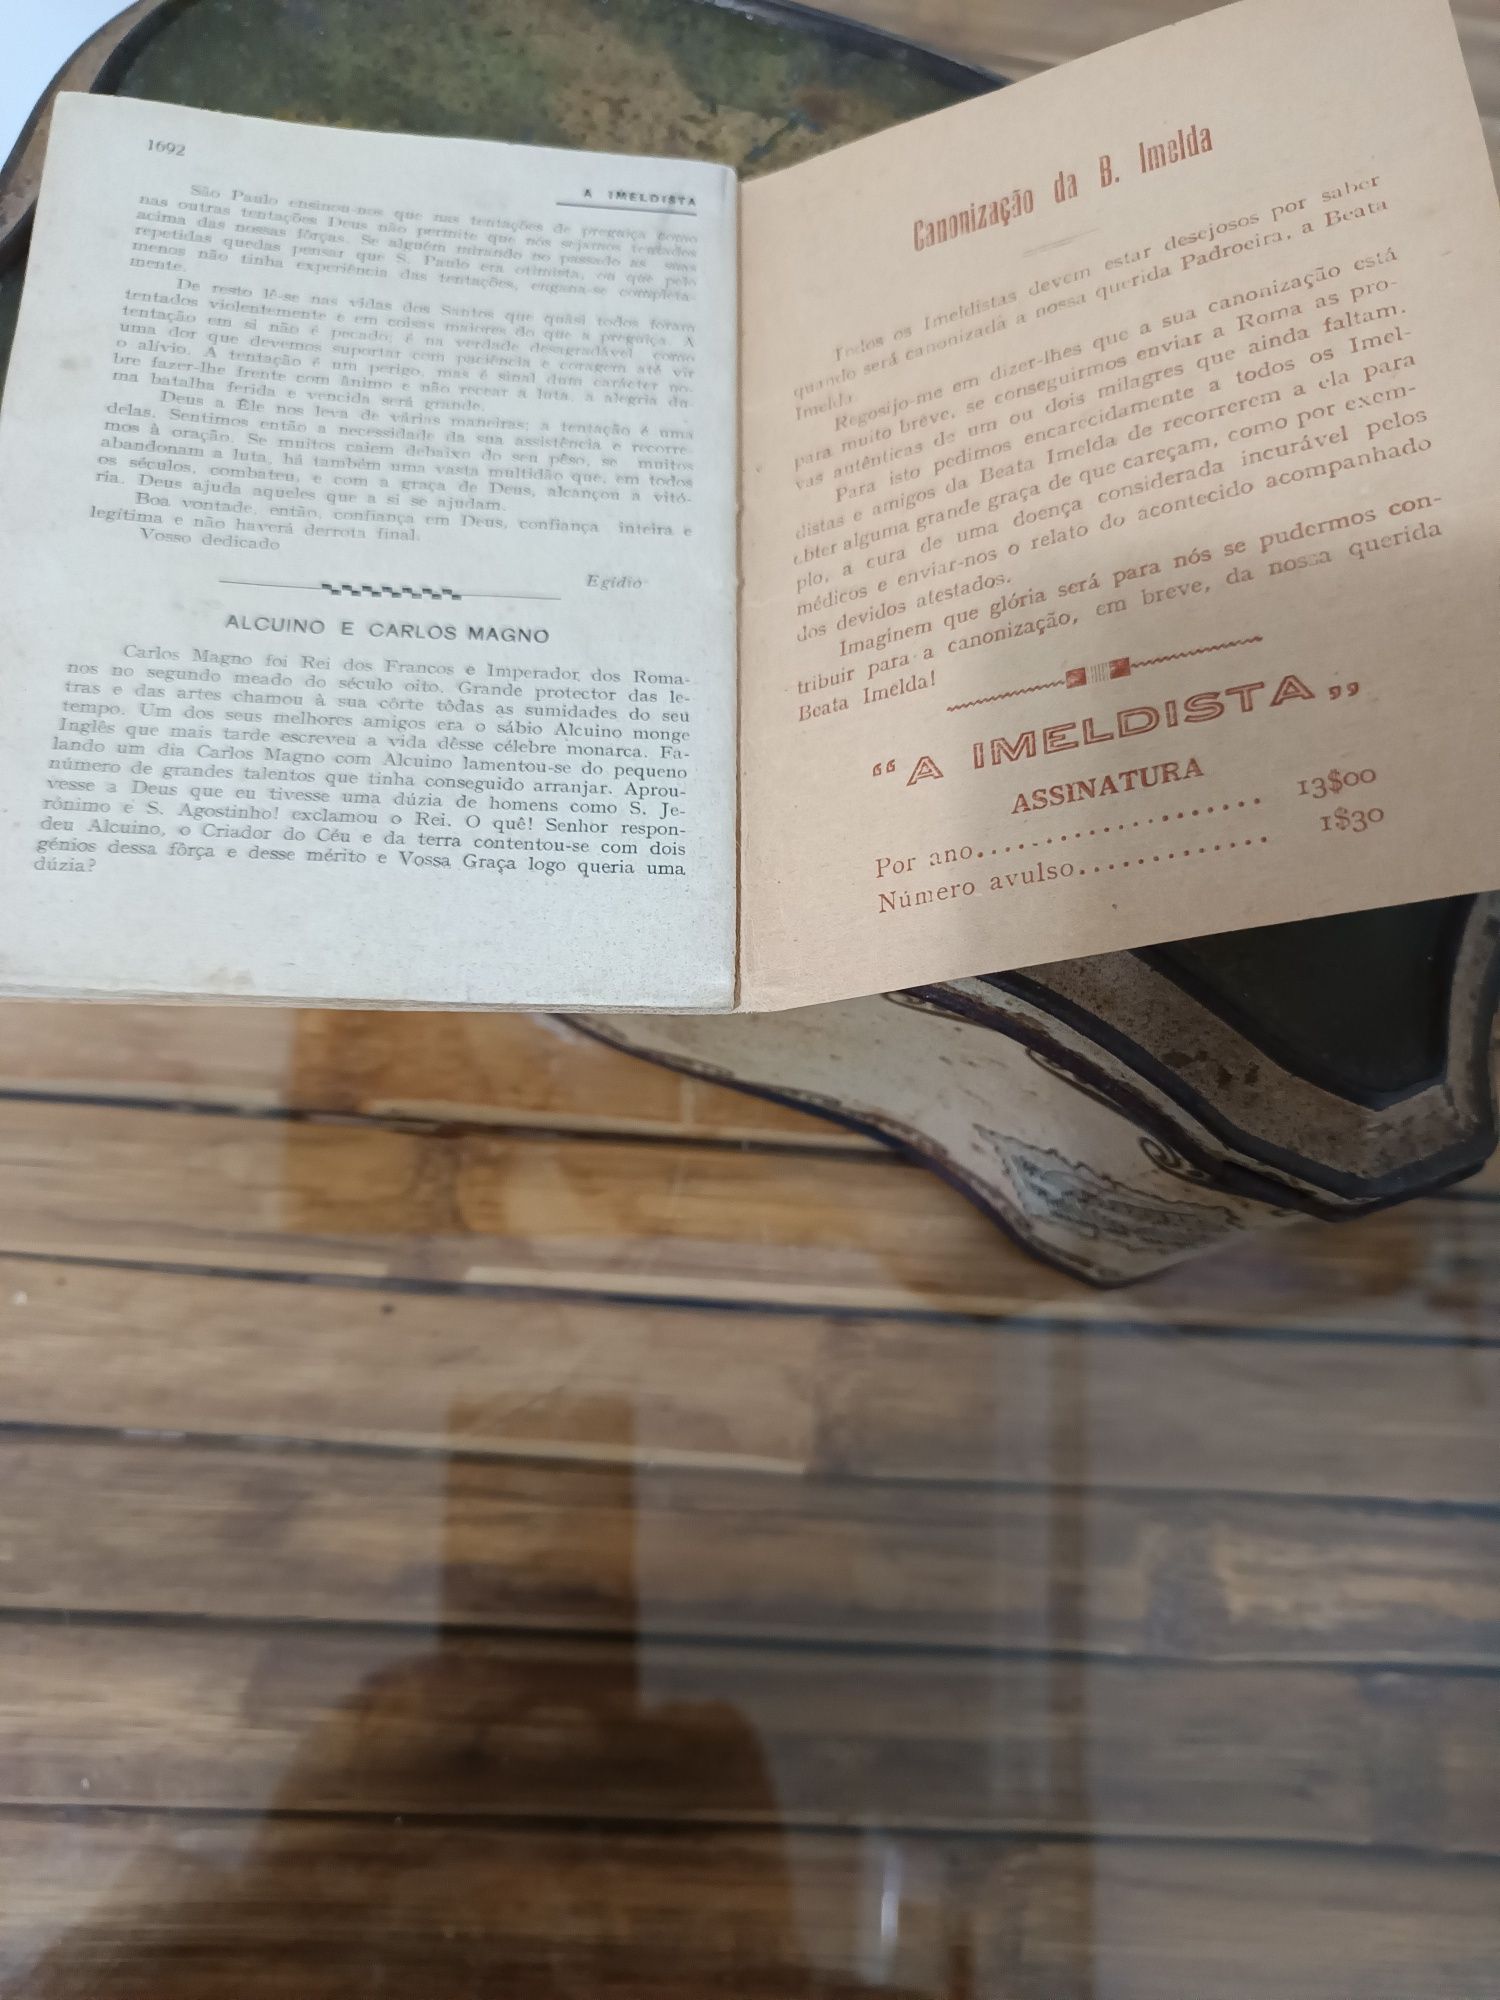 1692
A IMELDISTA
São Paulo ensinou-nos que nas tentações de preguiça como
nas outras tentações Deus não permite que nós sejamos tentados
acima das nossas fôrças. Se alguém mirando no passado as suas
repetidas quedas pensar que S. Paulo era otimista, ou que pelo
menos não tinha experiência das tentações, engana-se completa-
mente.
De resto lê-se nas vidas dos Santos que quási todos foram
tentados violentemente e em coisas maiores do que a preguiça. A
tentação em si não é pecado; é na verdade desagradável como
uma dor que devemos suportar com paciência e coragem até vir
o alívio. A tentação é um perigo, mas é sinal dum carácter no-
bre fazer-lhe frente com ânimo e não recear a luta, a alegria du-
ma batalha ferida e vencida será grande.
Deus a Êle nos leva de várias maneiras; a tentação é uma
delas. Sentimos então a necessidade da sua assistência e recorre-
mos à oração. Se muitos caiem debaixo do seu pêso, se muitos
abandonam a luta, há também uma vasta multidão que, em todos
os séculos, combateu, e com a graça de Deus, alcançou a vitó-
ria. Deus ajuda aqueles que a si se ajudam.
Boa vontade, então, confiança em Deus, confiança inteira e
legítima e não haverá derrota final.
Vosso dedicado
Egídio
ALCUINO E CARLOS MAGNO
Carlos Magno foi Rei dos Francos e Imperador dos Roma-
nos no segundo meado do século oito. Grande protector das le-
tras e das artes chamou à sua côrte tôdas as sumidades do seu
tempo. Um dos seus melhores amigos era o sábio Alcuino monge
Inglês que mais tarde escreveu a vida dêsse célebre monarca. Fa-
lando um dia Carlos Magno com Alcuino lamentou-se do pequeno
número de grandes talentos que tinha conseguido arranjar. Aprou-
vesse a Deus que eu tivesse uma dúzia de homens como S. Je-
rónimo e S. Agostinho! exclamou o Rei. O quê! Senhor respon-
deu Alcuino, o Criador do Céu e da terra contentou-se com dois
génios dessa fôrça e desse mérito e Vossa Graça logo queria uma
dúzia?
Canonização da B. Imelda
Todos os Imeldistas devem estar desejosos por saber
quando será canonizada a nossa querida Padroeira, a Beata
Imelda.
Regosijo-me em dizer-lhes que a sua canonização está
para muito breve, se conseguirmos enviar a Roma as pro-
vas autênticas de um ou dois milagres que ainda faltam.
Para isto pedimos encarecidamente a todos os Imel-
distas e amigos da Beata Imelda de recorrerem a ela para
obter alguma grande graça de que careçam, como por exem-
plo, a cura de uma doença considerada incurável pelos
médicos e enviar-nos o relato do acontecido acompanhado
dos devidos atestados.
Imaginem que glória será para nós se pudermos con-
tribuir para a canonização, em breve, da nossa querida
Beata Imelda!
“A IMELDISTA”
ASSINATURA
Por ano............................ 13$00
Número avulso............. 1$30